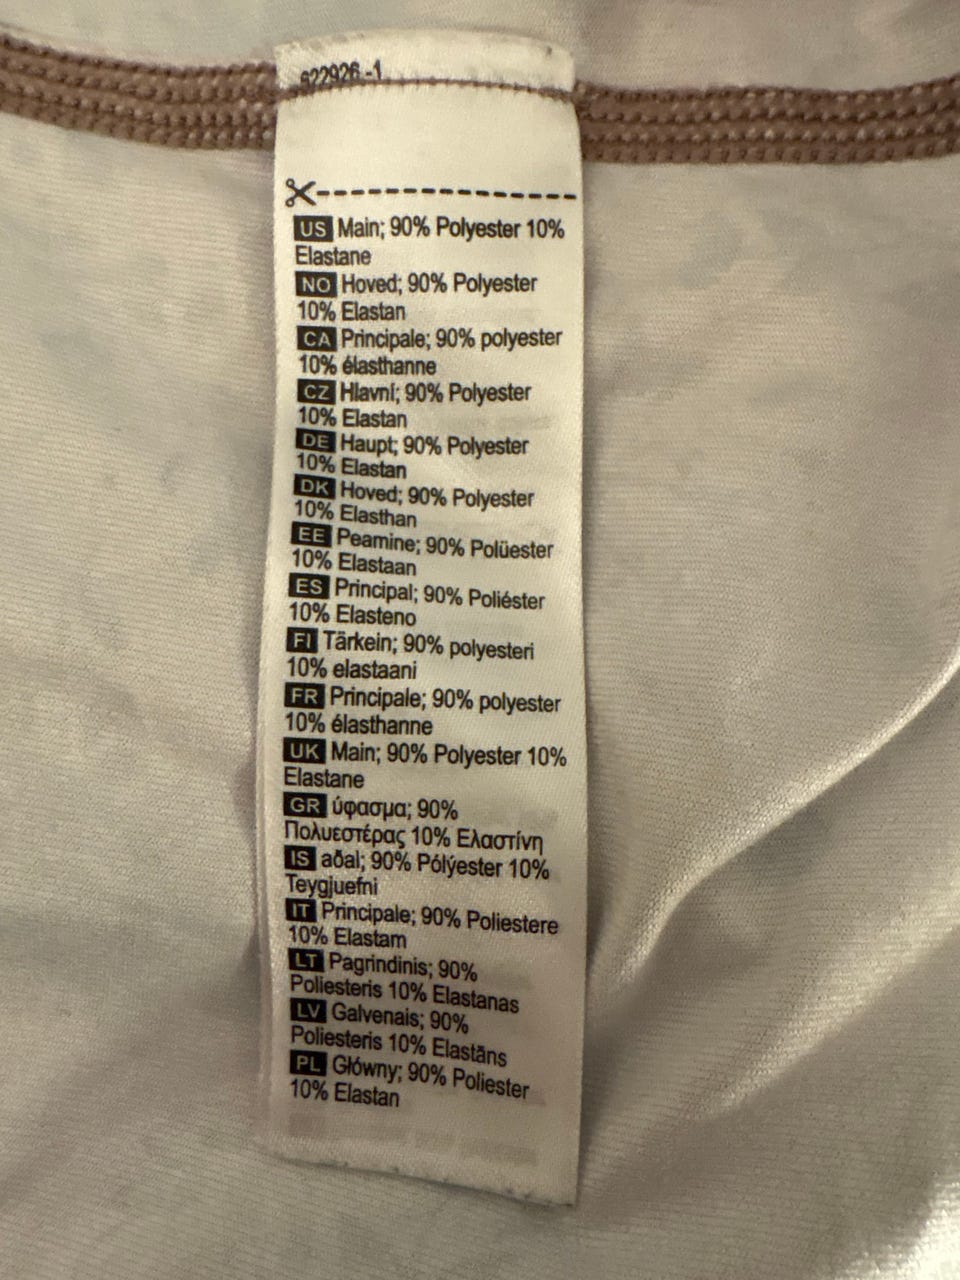 622926-1
US Main; 90% Polyester 10%
Elastane
NO Hoved; 90% Polyester
10% Elastan
CA Principale; 90% polyester
10% élasthanne
CZ Hlavní; 90% Polyester
10% Elastan
DE Haupt; 90% Polyester
10% Elastan
DK Hoved; 90% Polyester
10% Elasthan
EE Peamine; 90% Polüester
10% Elastaan
ES Principal; 90% Poliéster
10% Elasteno
FI Tärkein; 90% polyesteri
10% elastaani
FR Principale; 90% polyester
10% élasthanne
UK Main; 90% Polyester 10%
Elastane
GR ύφασμα; 90%
Πολυεστέρας 10% Ελαστίνη
IS aðal; 90% Pólýester 10%
Teygjuefni
IT Principale; 90% Poliestere
10% Elastam
LT Pagrindinis; 90%
Poliesteris 10% Elastanas
LV Galvenais; 90%
Poliesteris 10% Elastāns
PL Główny; 90% Poliester
10% Elastan